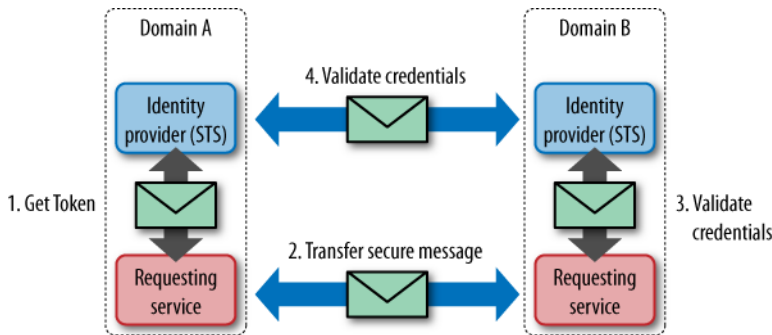 Domain A
Domain B
4. Validate credentials
Identity
provider (STS)
Identity
provider (STS)
1. Get Token
3. Validate
credentials
2. Transfer secure message
Requesting
service
Requesting
service